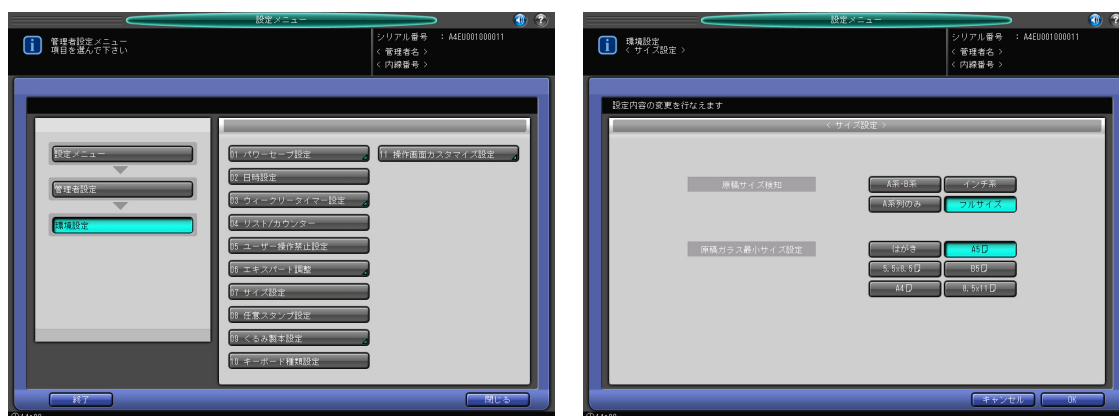 設定メニュー
管理者設定メニュー
項目を選んで下さい
シリアル番号 : A4EU001000011
< 管理者名 >
< 内線番号 >
設定メニュー
管理者設定
環境設定
01 パワーセーブ設定
02 日時設定
03 ウィークリータイマー設定
04 リスト/カウンター
05 ユーザー操作禁止設定
06 エキスパート調整
07 サイズ設定
08 任意スタンプ設定
09 くるみ製本設定
10 キーボード種類設定
11 操作画面カスタマイズ設定
終了
閉じる
設定メニュー
環境設定
< サイズ設定 >
シリアル番号 : A4EU001000011
< 管理者名 >
< 内線番号 >
設定内容の変更を行なえます
< サイズ設定 >
原稿サイズ検知
A系・B系
インチ系
A系列のみ
フルサイズ
原稿ガラス最小サイズ設定
はがき
A5
5.5x8.5
B5
A4
8.5x11
キャンセル
OK